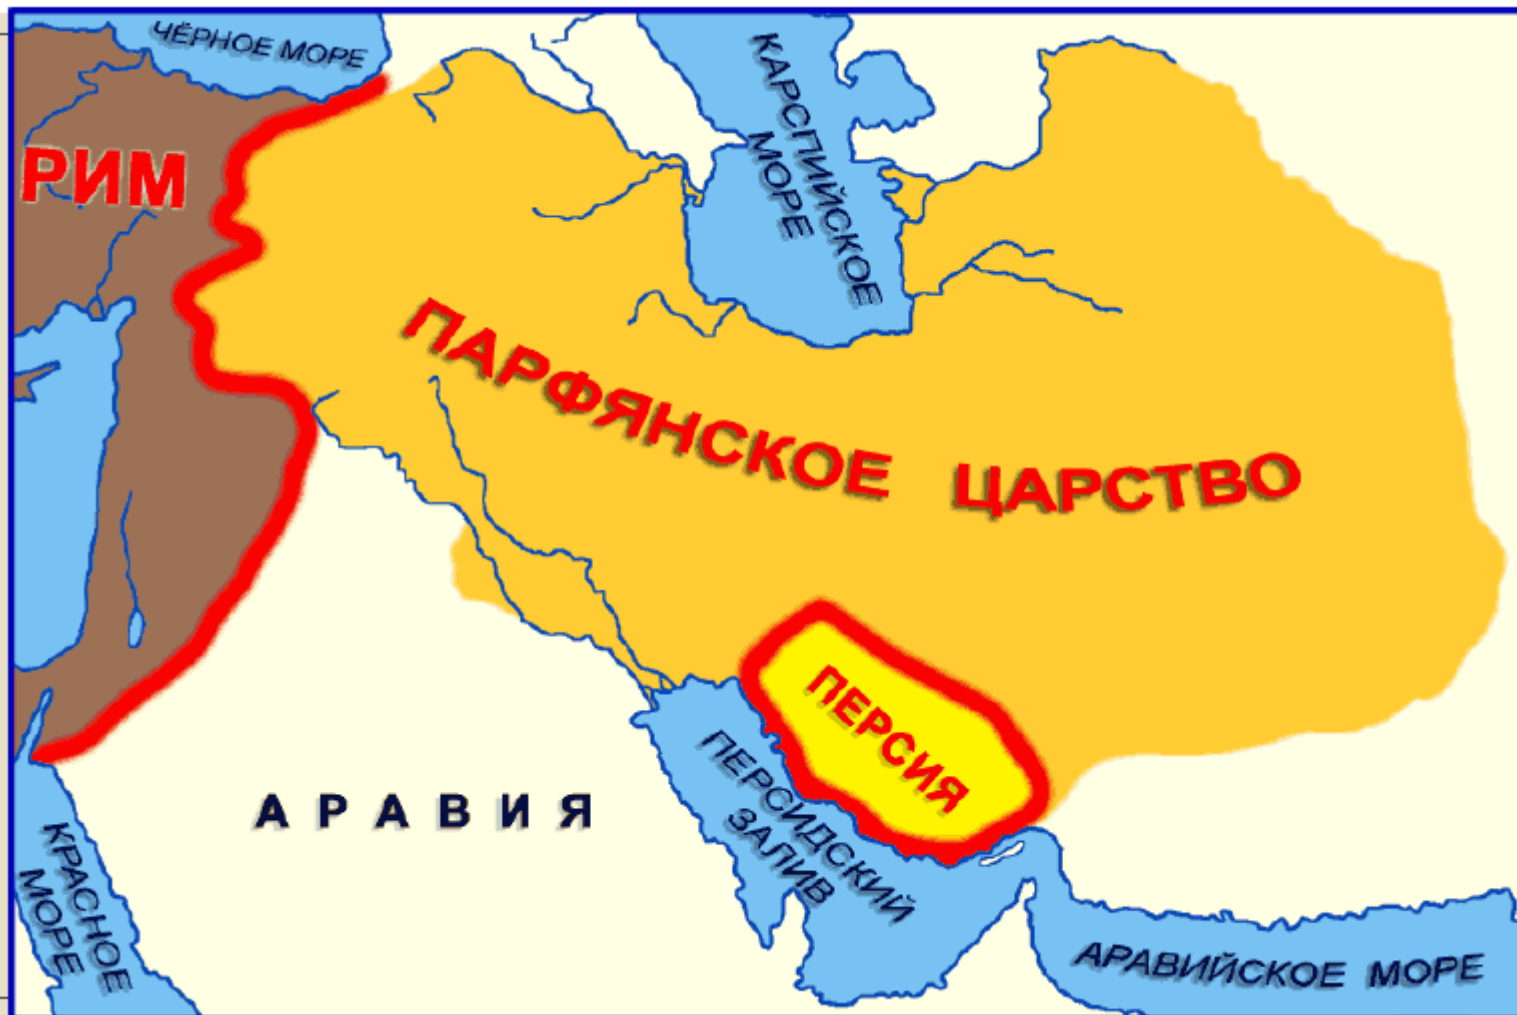 ЧЁРНОЕ МОРЕ
КАРСПИЙСКОЕ
МОРЕ
РИМ
ПАРФЯНСКОЕ ЦАРСТВО
ПЕРСИЯ
ПЕРСИДСКИЙ
ЗАЛИВ
АРАВИЯ
КРАСНОЕ
МОРЕ
АРАВИЙСКОЕ МОРЕ